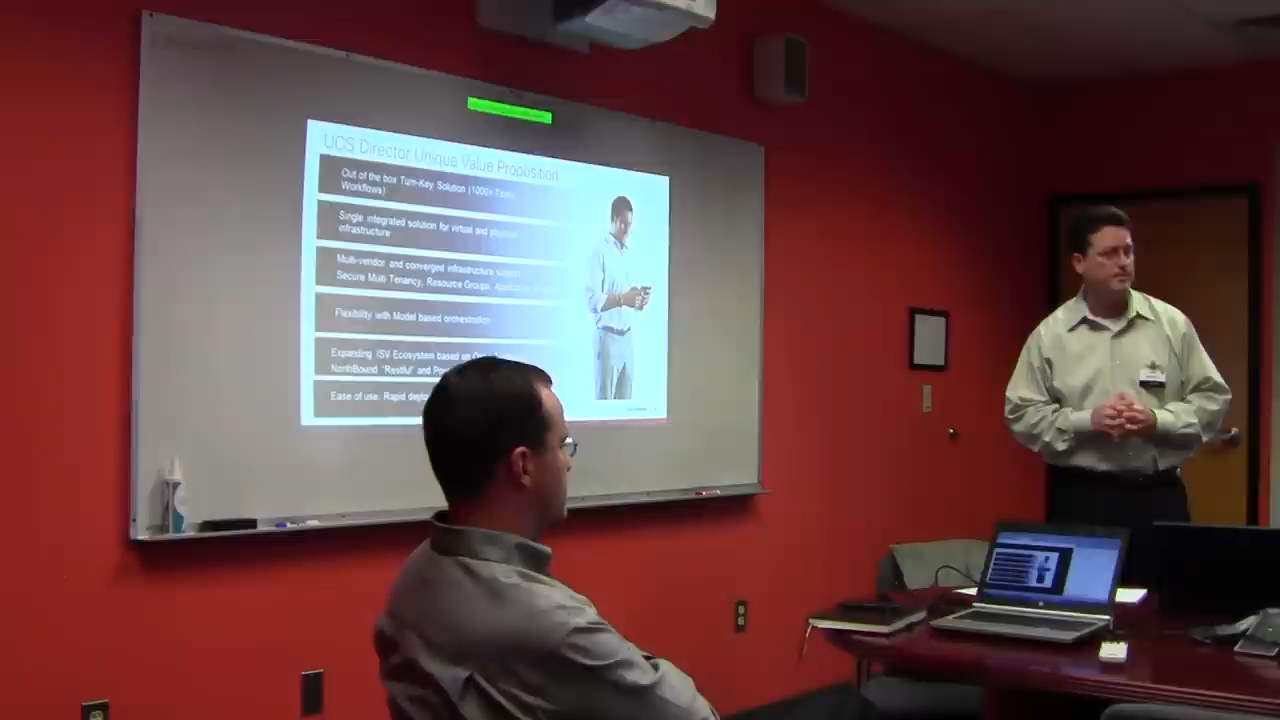 UCS Director Unique Value Proposition
Out of the box Turn-Key Solution (1000+ Tasks
Workflows)
Single integrated solution for virtual and physical
infrastructure
Multi-vendor and converged infrastructure support
Secure Multi Tenancy, Resource Groups,
Flexibility with Model based orchestration
Expanding ISV Ecosystem based on
NorthBound "Restful" and
Ease of use. Rapid